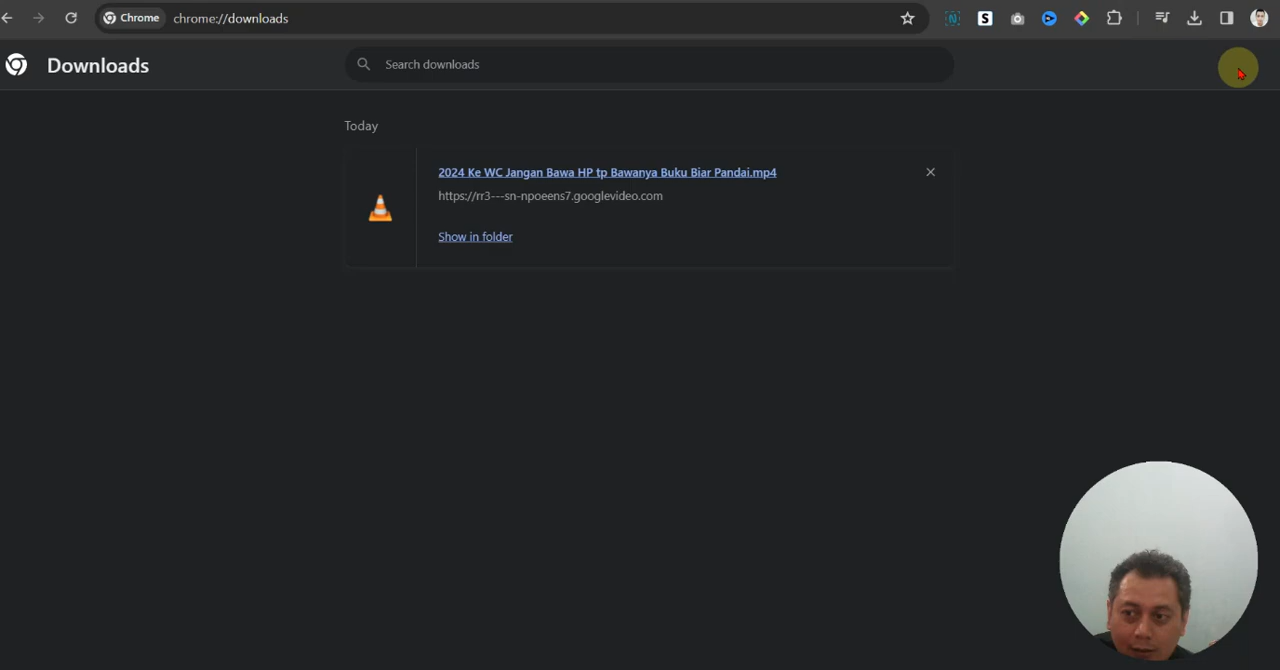 Chrome
chrome://downloads
Downloads
Search downloads
Today
2024 Ke WC Jangan Bawa HP tp Bawanya Buku Biar Pandai.mp4
https://rr3---sn-npoeens7.googlevideo.com
Show in folder